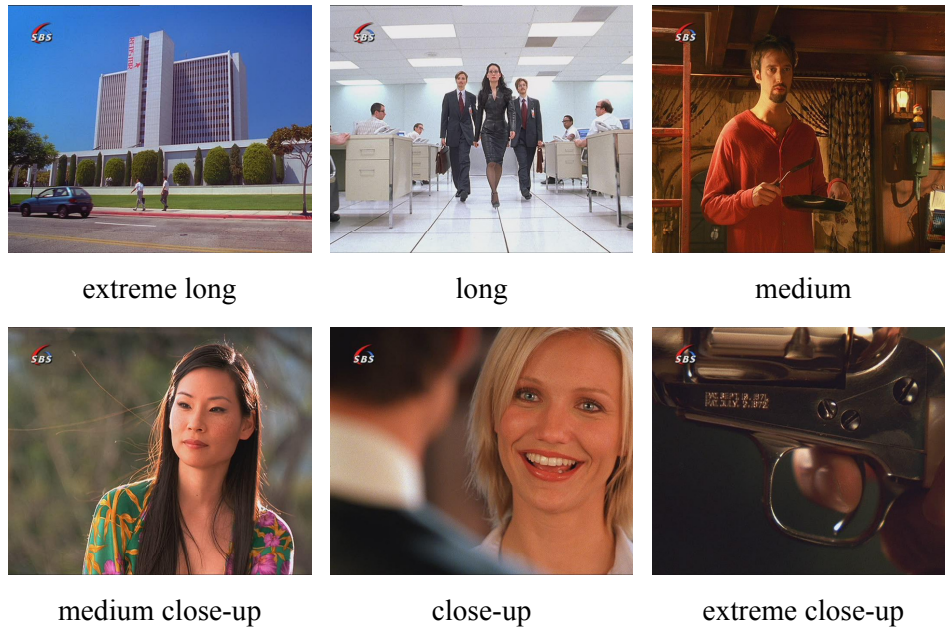 SBS
SBS
SBS
extreme long
long
medium
SBS
SBS
SBS
medium close-up
close-up
extreme close-up